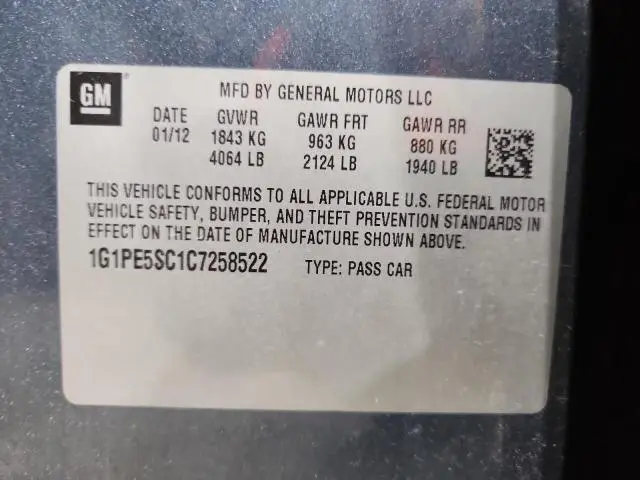 GM
MFD BY GENERAL MOTORS LLC
DATE GVWR GAWR FRT GAWR RR
01/12 1843 KG 963 KG 880 KG
4064 LB 2124 LB 1940 LB
THIS VEHICLE CONFORMS TO ALL APPLICABLE U.S. FEDERAL MOTOR
VEHICLE SAFETY, BUMPER, AND THEFT PREVENTION STANDARDS IN
EFFECT ON THE DATE OF MANUFACTURE SHOWN ABOVE.
1G1PE5SC1C7258522 TYPE: PASS CAR